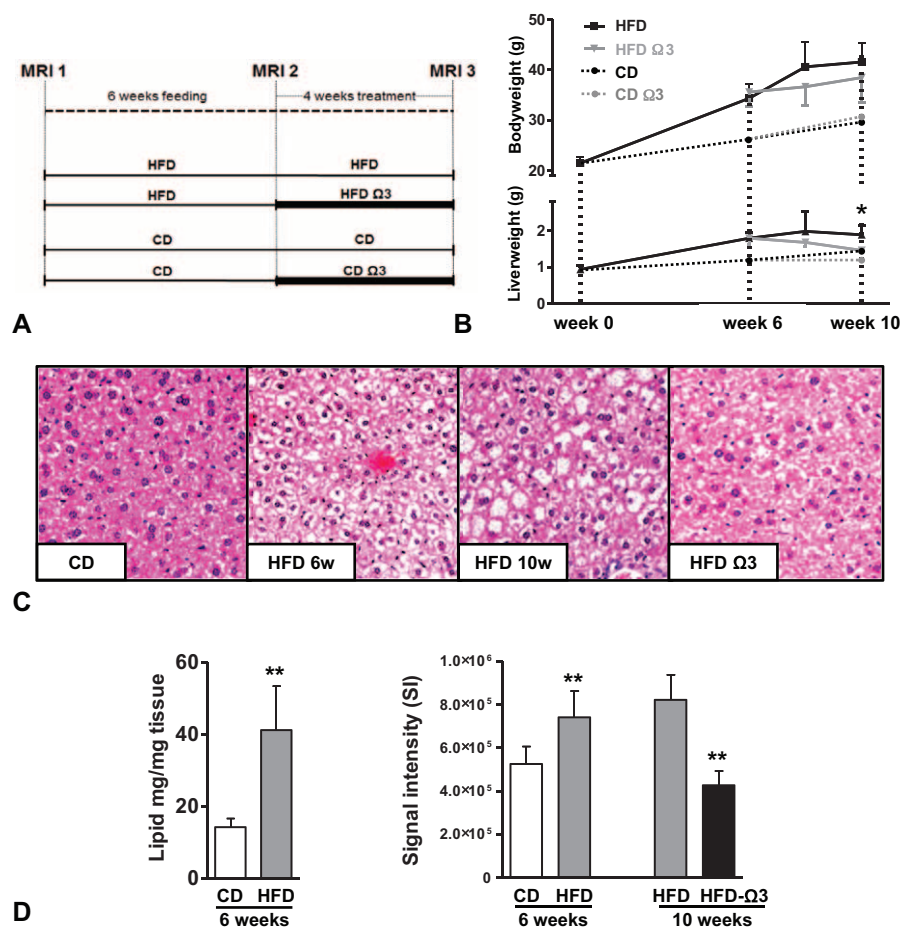 MRI 1 MRI 2 MRI 3
6 weeks feeding 4 weeks treatment
HFD HFD
HFD HFD Ω3
CD CD
CD CD Ω3
A
Bodyweight (g)
50
40
30
20
HFD
HFD Ω3
CD
CD Ω3
Liverweight (g)
2
1
0
*
week 0 week 6 week 10
B
CD HFD 6w HFD 10w HFD Ω3
C
Lipid mg/mg tissue
60
40
20
0
**
CD HFD
6 weeks
Signal intensity (SI)
1.0×10⁶
8.0×10⁵
6.0×10⁵
4.0×10⁵
2.0×10⁵
0
**
**
CD HFD HFD HFD-Ω3
6 weeks 10 weeks
D